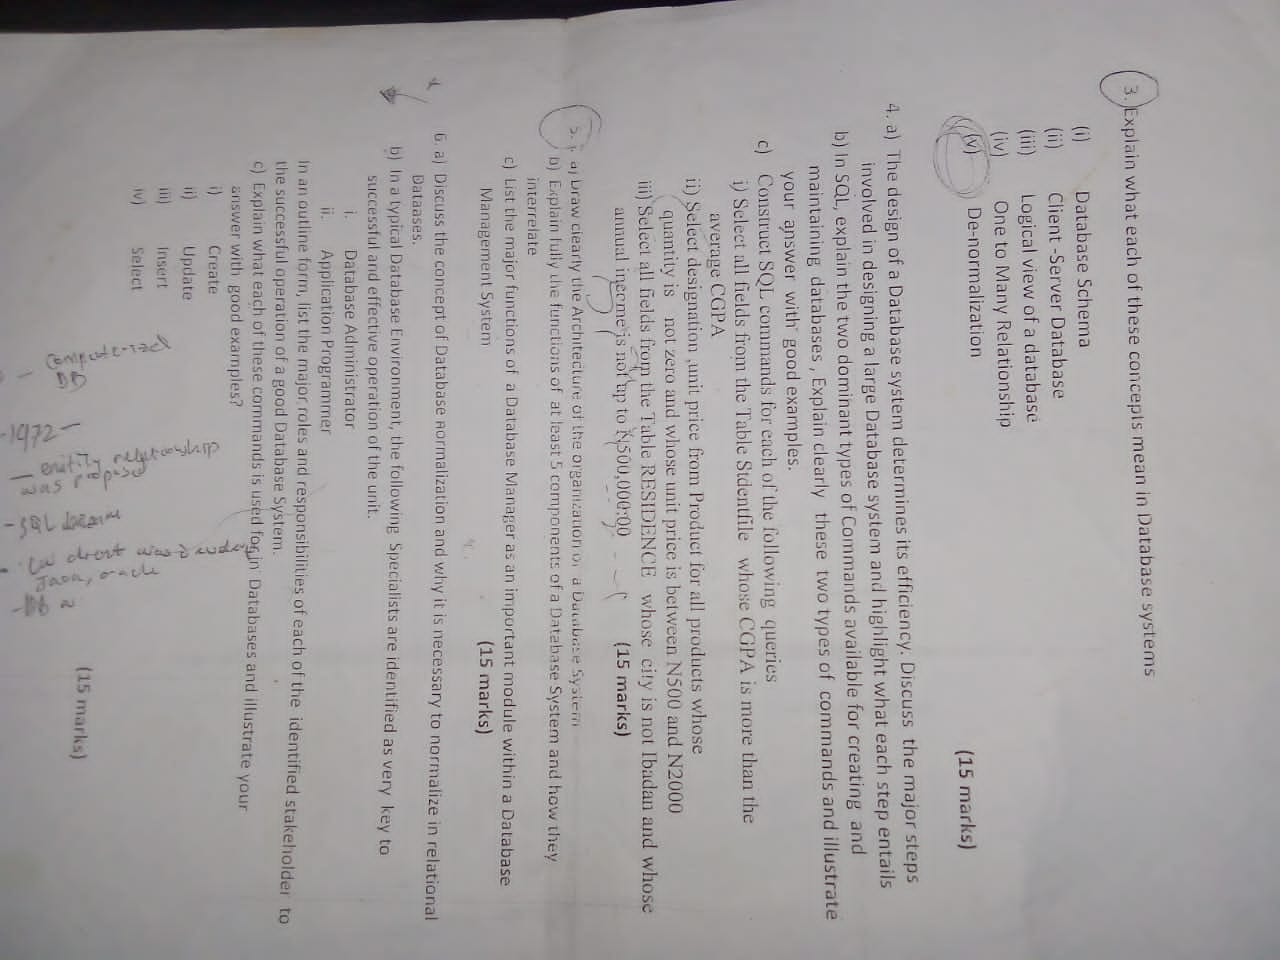 3. Explain what each of these concepts mean in Database systems
(i) Database Schema
(ii) Client -Server Database
(iii) Logical view of a database
(iv) One to Many Relationship
(v) De-normalization
(15 marks)
4. a) The design of a Database system determines its efficiency. Discuss the major steps
involved in designing a large Database system and highlight what each step entails
b) In SQL, explain the two dominant types of Commands available for creating and
maintaining databases , Explain clearly these two types of commands and illustrate
your answer with good examples.
c) Construct SQL commands for each of the following queries
i) Select all fields from the Table Stdentfile whose CGPA is more than the
average CGPA
ii) Select designation ,unit price from Product for all products whose
quantity is not zero and whose unit price is between N500 and N2000
iii) Select all fields from the Table RESIDENCE whose city is not Ibadan and whose
annual income is not up to N500,000:00 (15 marks)
5. a) Draw clearly the Architecture of the organization of a Database System
b) Explain fully the functions of at least 5 components of a Database System and how they
interrelate
c) List the major functions of a Database Manager as an important module within a Database
Management System (15 marks)
6. a) Discuss the concept of Database normalization and why it is necessary to normalize in relational
Dataases.
b) In a typical Database Environment, the following Specialists are identified as very key to
successful and effective operation of the unit.
i. Database Administrator
ii. Application Programmer
In an outline form, list the major roles and responsibilities of each of the identified stakeholder to
the successful operation of a good Database System.
c) Explain what each of these commands is used for in Databases and illustrate your
answer with good examples?
i) Create
ii) Update
iii) Insert
iv) Select
(15 marks)
DB
-1972-
- entity relationship
was
- SQL
was
Java, oracle